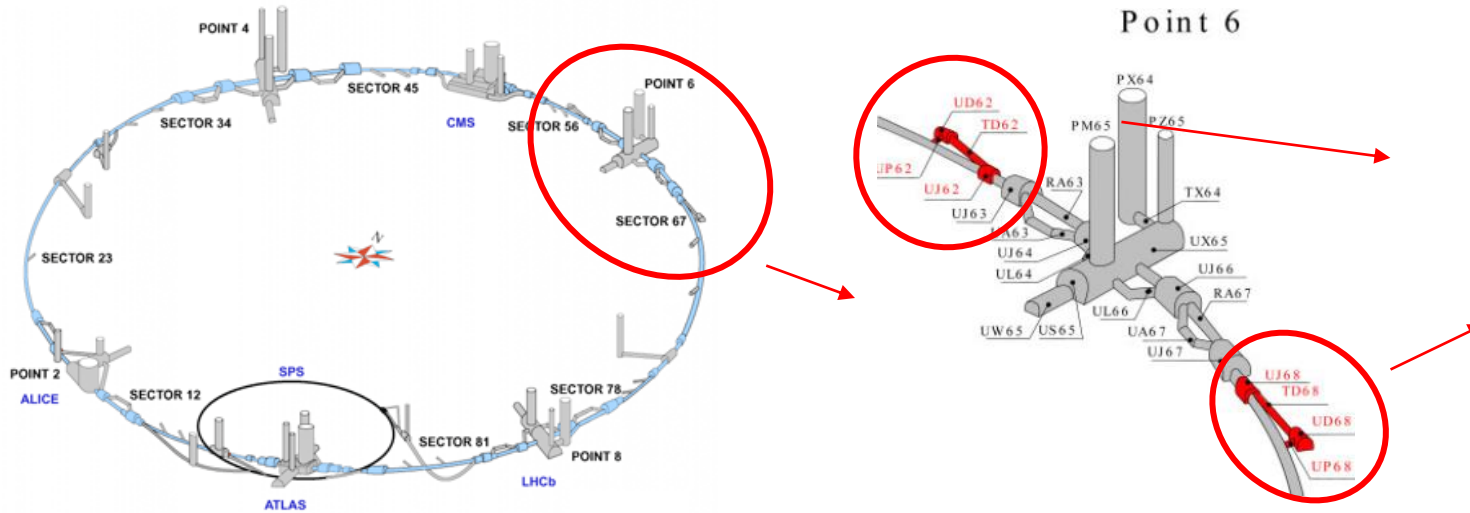 POINT 4
SECTOR 45
SECTOR 34
CMS
SECTOR 56
POINT 6
SECTOR 67
N
SECTOR 23
POINT 2
ALICE
SECTOR 12
SPS
SECTOR 81
ATLAS
LHCb
SECTOR 78
POINT 8
Point 6
PX64
PM65
PZ65
UD62
TD62
UP62
UJ62
RA63
UJ63
UA63
UJ64
UL64
TX64
UX65
UJ66
RA67
UL66
UW65
US65
UA67
UJ67
UJ68
TD68
UD68
UP68